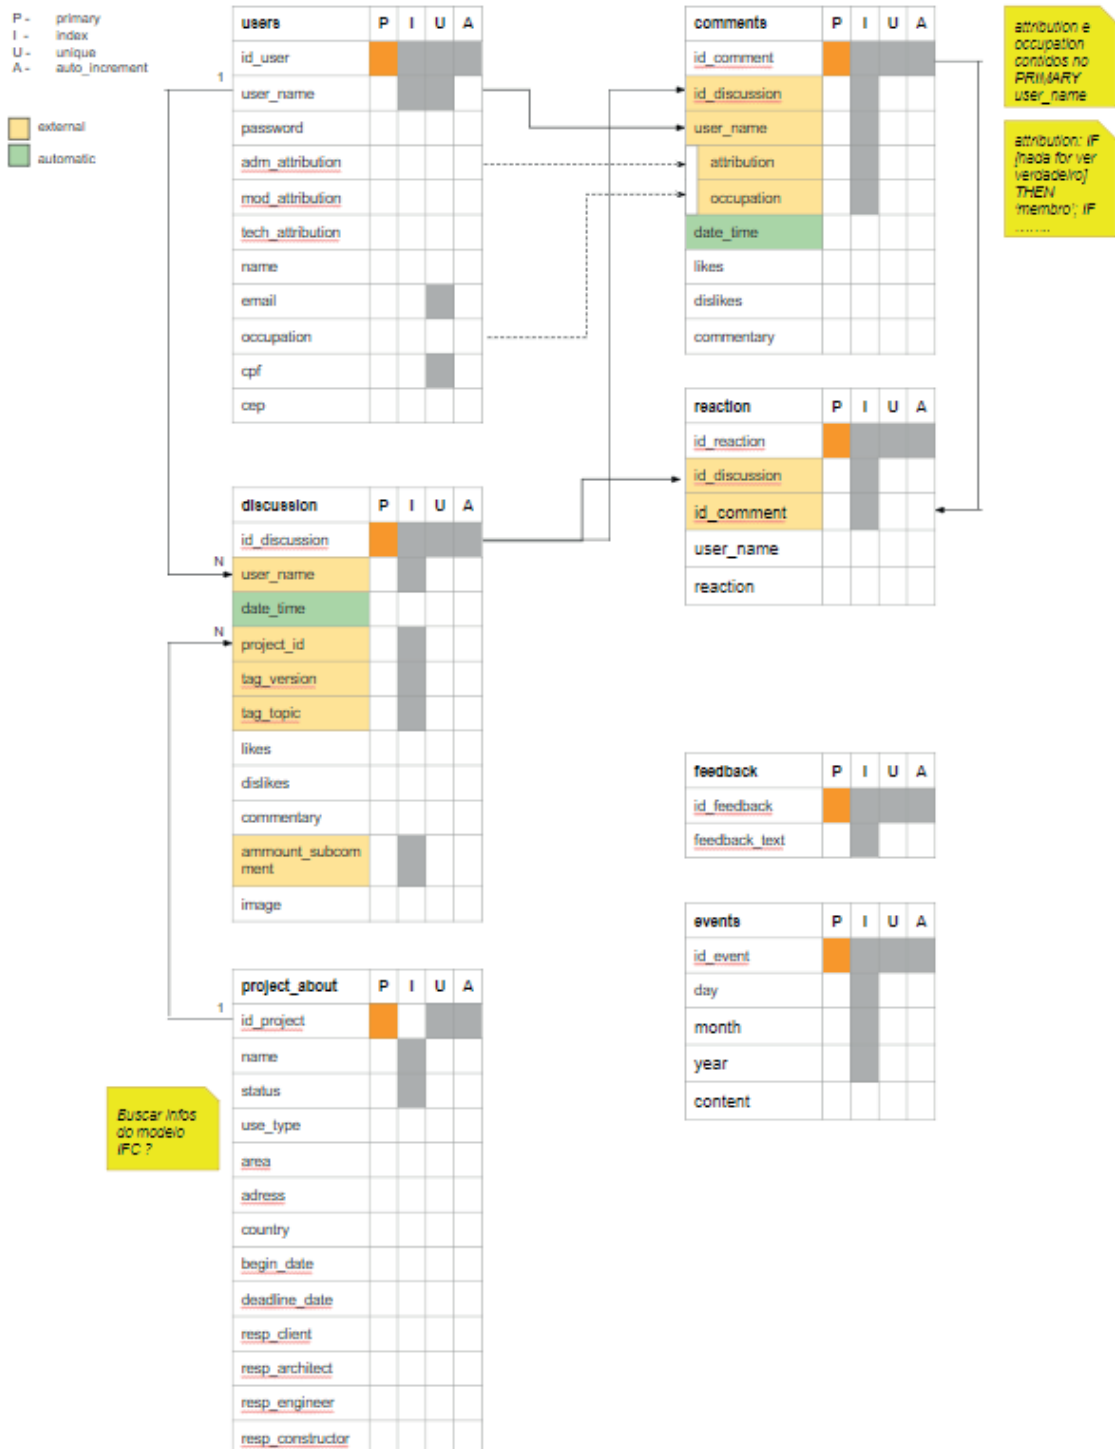 P - primary
I - index
U - unique
A - auto_increment
external
automatic
users P I U A
id_user
1
user_name
password
adm_attribution
mod_attribution
tech_attribution
name
email
occupation
cpf
cep
comments P I U A
id_comment
id_discussion
user_name
attribution
occupation
date_time
likes
dislikes
commentary
attribution e
occupation
contidos no
PRIMARY
user_name
attribution: IF
[nada for ver
verdadeiro]
THEN
'membro'; IF
........
reaction P I U A
id_reaction
id_discussion
id_comment
user_name
reaction
discussion P I U A
id_discussion
N
user_name
date_time
N
project_id
tag_version
tag_topic
likes
dislikes
commentary
ammount_subcom
ment
image
feedback P I U A
id_feedback
feedback_text
events P I U A
id_event
day
month
year
content
project_about P I U A
1
id_project
name
status
use_type
area
adress
country
begin_date
deadline_date
resp_client
resp_architect
resp_engineer
resp_constructor
Buscar infos
do modelo
IFC ?